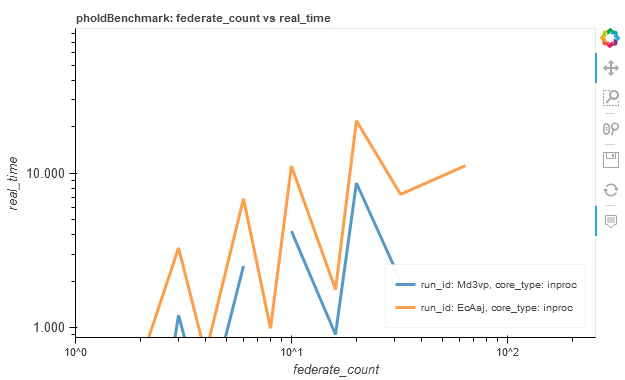 pholdBenchmark: federate_count vs real_time
real_time
10.000
1.000
run_id: Md3vp, core_type: inproc
run_id: EcAaj, core_type: inproc
10^0
10^1
10^2
federate_count